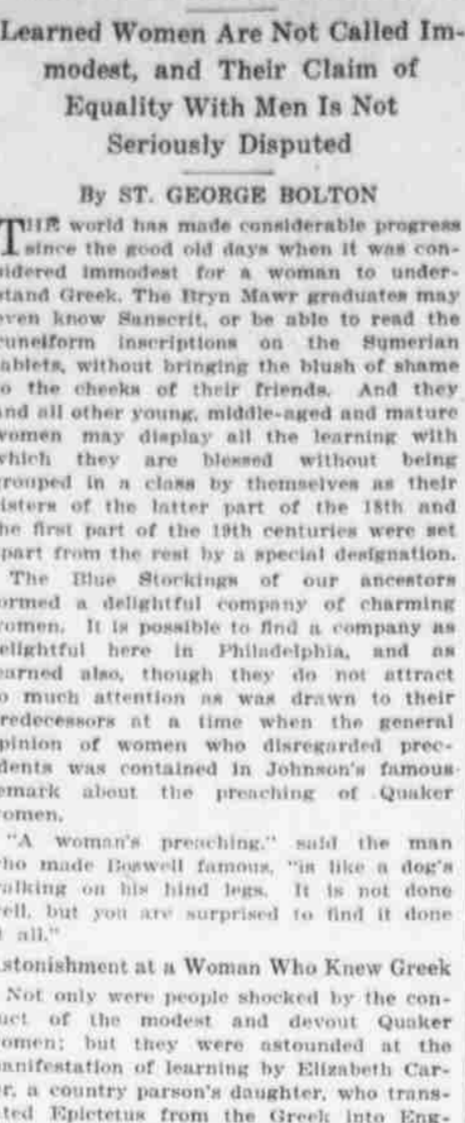 Learned Women Are Not Called Im-
modest, and Their Claim of
Equality With Men Is Not
Seriously Disputed
By ST. GEORGE BOLTON
THE world has made considerable progress
since the good old days when it was con-
sidered immodest for a woman to under-
stand Greek. The Bryn Mawr graduates may
even know Sanscrit, or be able to read the
cuneiform inscriptions on the Sumerian
tablets, without bringing the blush of shame
to the cheeks of their friends. And they
and all other young, middle-aged and mature
women may display all the learning with
which they are blessed without being
grouped in a class by themselves as their
sisters of the latter part of the 18th and
the first part of the 19th centuries were set
apart from the rest by a special designation.
The Blue Stockings of our ancestors
formed a delightful company of charming
women. It is possible to find a company as
delightful here in Philadelphia, and as
learned also, though they do not attract
so much attention as was drawn to their
predecessors at a time when the general
opinion of women who disregarded prec-
edents was contained in Johnson's famous
remark about the preaching of Quaker
women.
"A woman's preaching," said the man
who made Boswell famous, "is like a dog's
walking on his hind legs. It is not done
well, but you are surprised to find it done
at all."
Astonishment at a Woman Who Knew Greek
Not only were people shocked by the con-
duct of the modest and devout Quaker
women; but they were astounded at the
manifestation of learning by Elizabeth Car-
ter, a country parson's daughter, who trans-
lated Epictetus from the Greek into Eng-